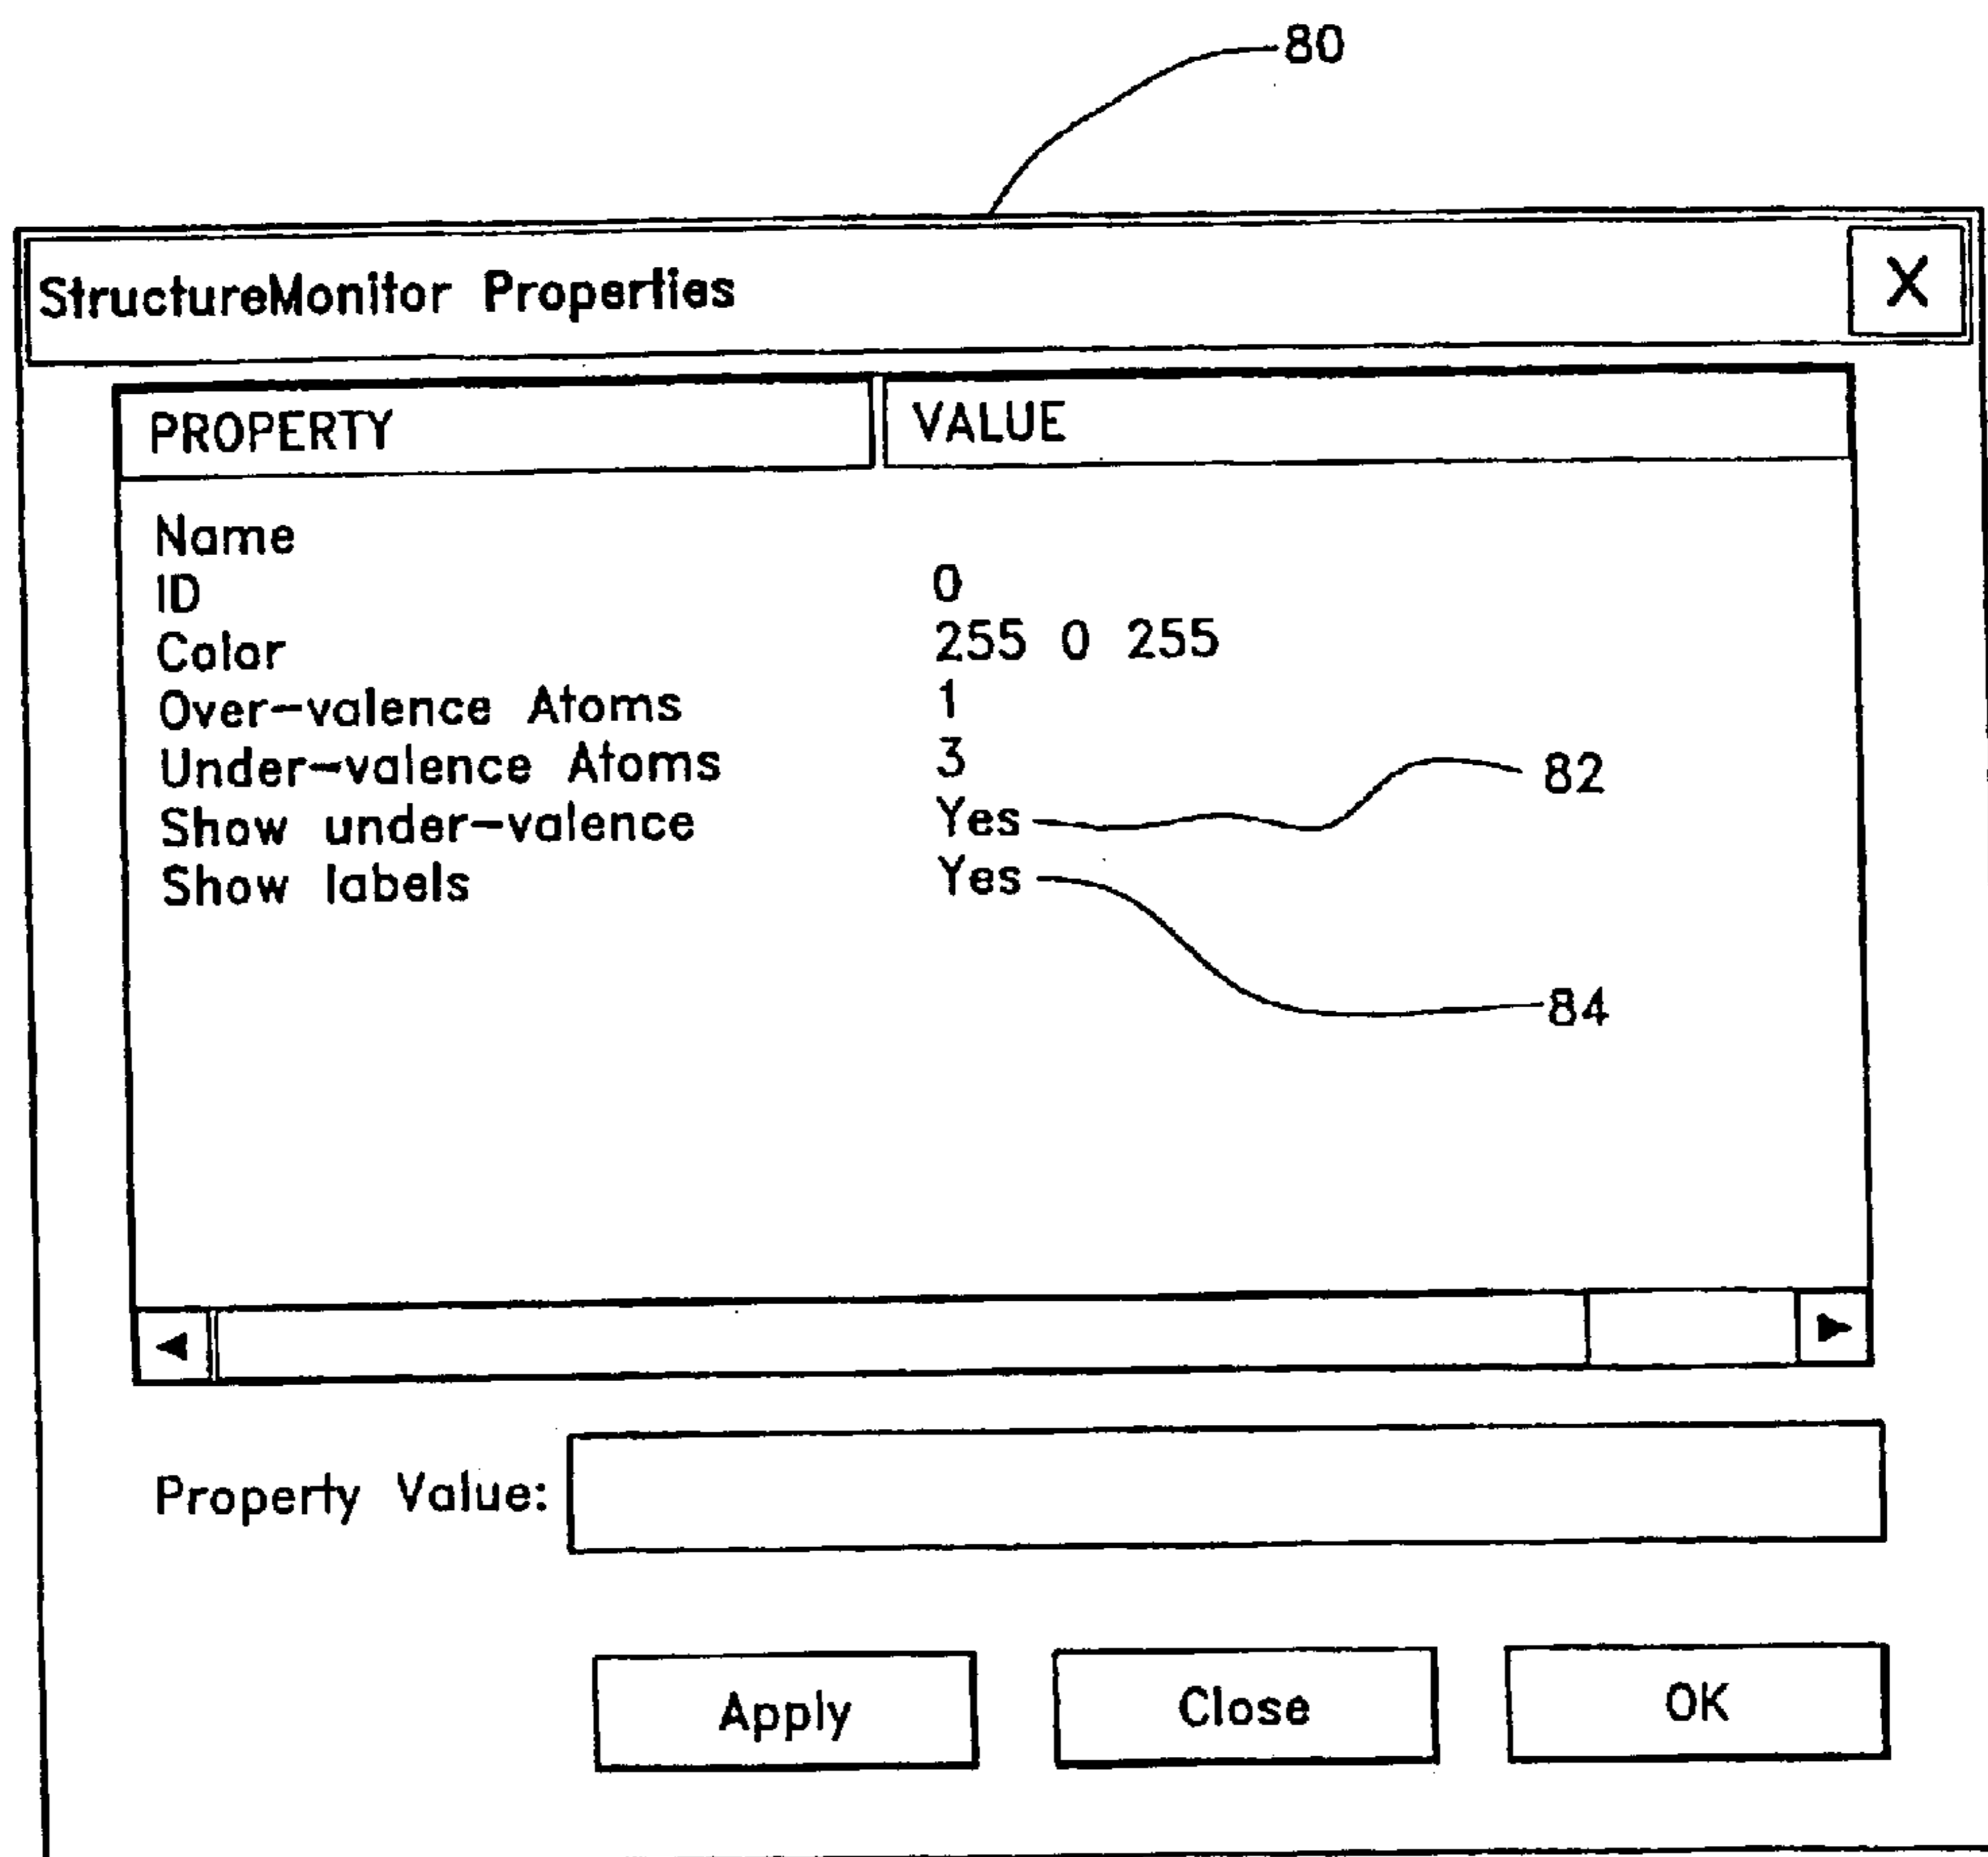 80
StructureMonitor Properties X
PROPERTY VALUE
Name
ID 0
Color 255 0 255
Over-valence Atoms 1
Under-valence Atoms 3
82
Show under-valence Yes
Show labels Yes
84
Property Value:
Apply Close OK